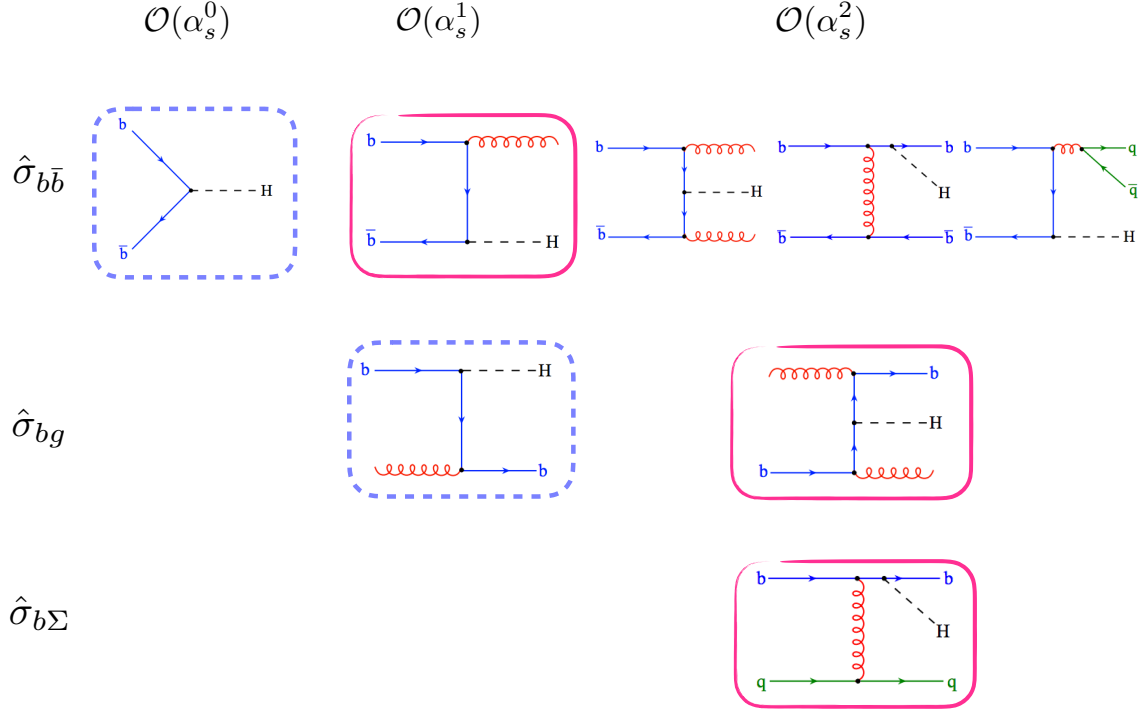 𝒪(α_s^0) 𝒪(α_s^1) 𝒪(α_s^2)
σ̂_{bb̄}
b b̄ H
b b̄ H
b b̄ H
b b̄ H b b̄
b b̄ q q̄ H
σ̂_{bg}
b H b
b b H
σ̂_{bΣ}
b b H q q